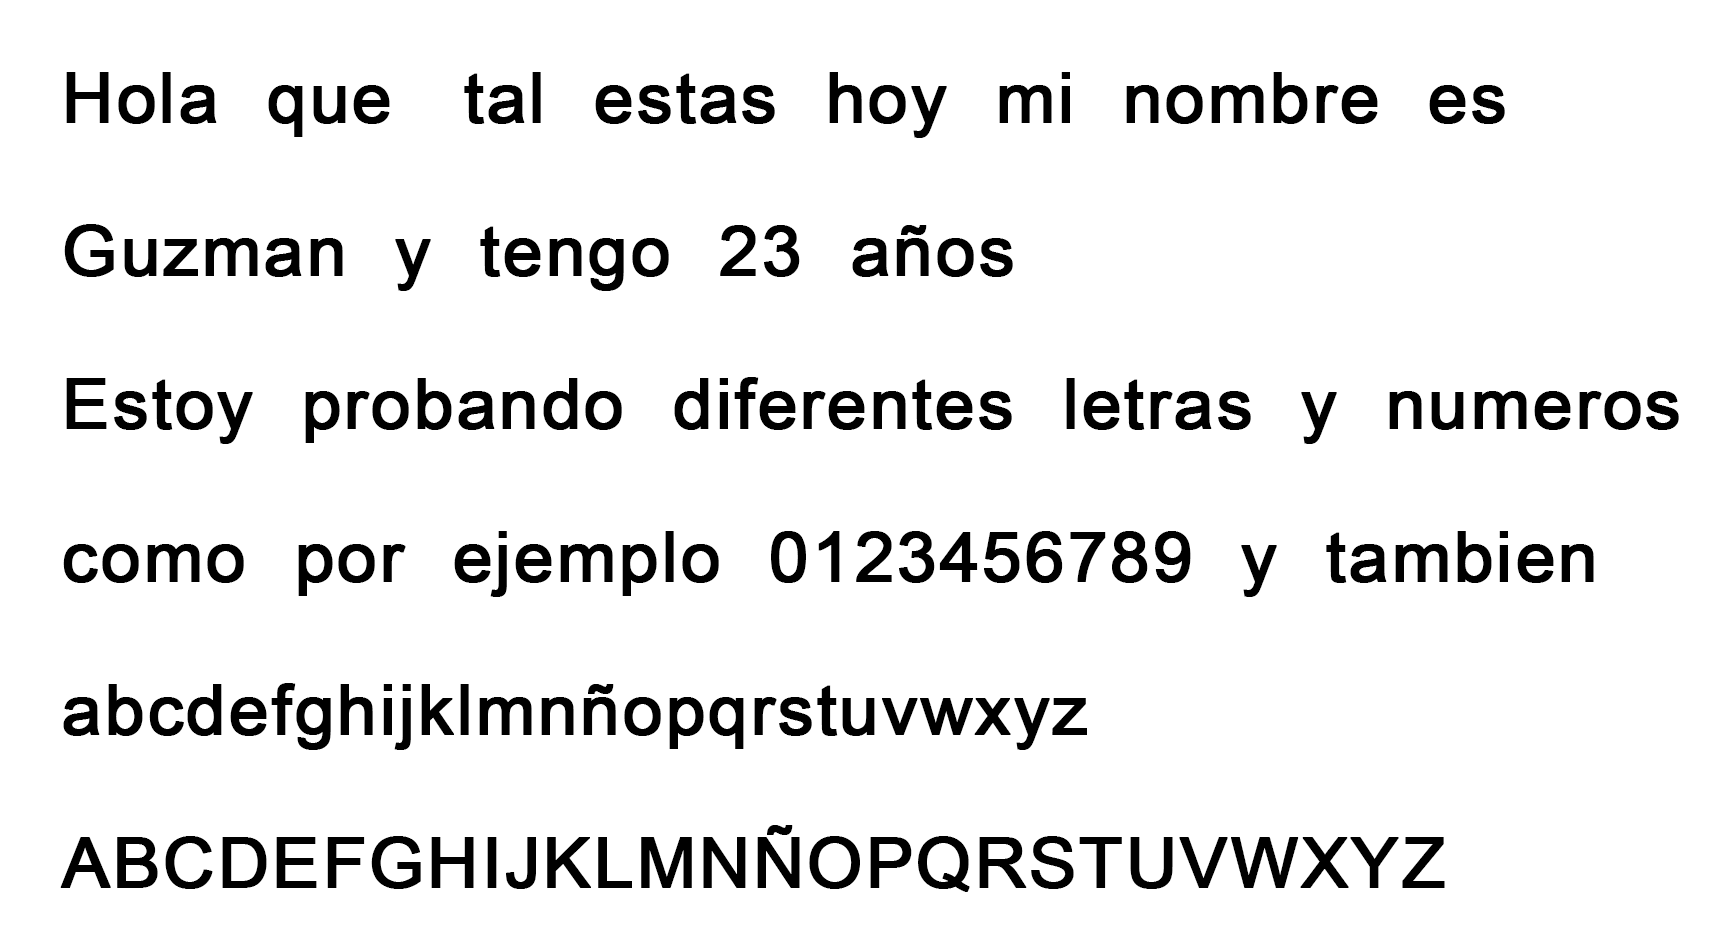 Hola que tal estas hoy mi nombre es
Guzman y tengo 23 años
Estoy probando diferentes letras y numeros
como por ejemplo 0123456789 y tambien
abcdefghijklmnñopqrstuvwxyz
ABCDEFGHIJKLMNÑOPQRSTUVWXYZ